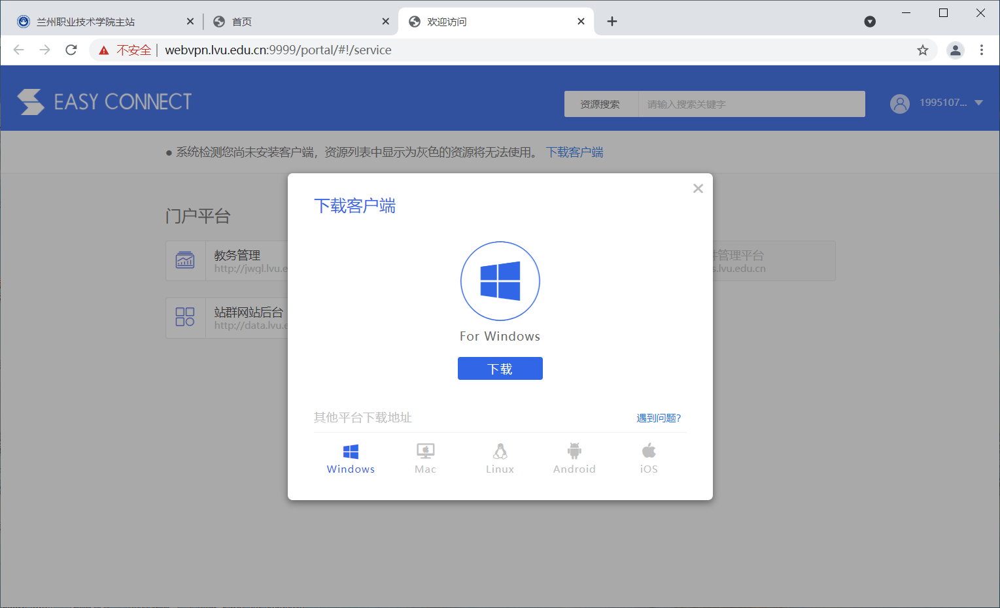 兰州职业技术学院主站
首页
欢迎访问
不安全
webvpn.lvu.edu.cn:9999/portal/#!/service
EASY CONNECT
资源搜索
请输入搜索关键字
1995107...
● 系统检测您尚未安装客户端，资源列表中显示为灰色的资源将无法使用。 下载客户端
下载客户端
门户平台
教务管理
http://jwgl.lvu.e
管理平台
s.lvu.edu.cn
站群网站后台
http://data.lvu.e
For Windows
下载
其他平台下载地址
遇到问题?
Windows
Mac
Linux
Android
iOS